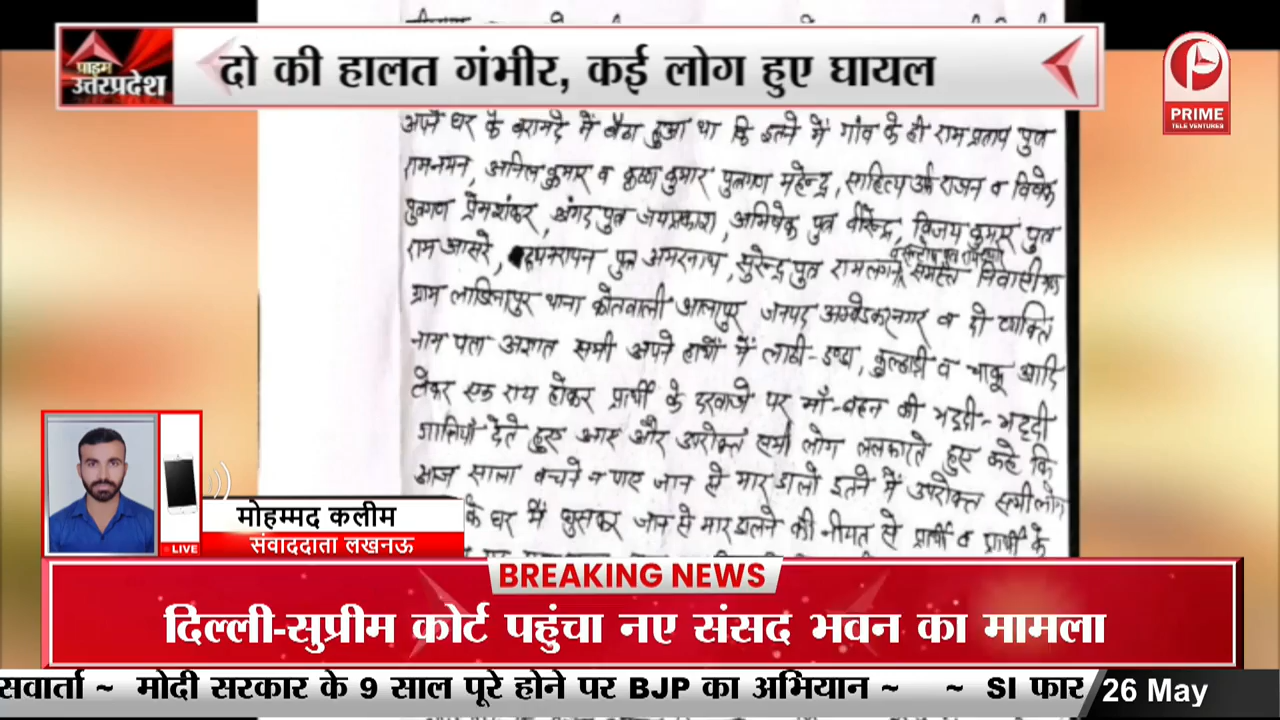 प्राइम
उत्तरप्रदेश
दो की हालत गंभीर, कई लोग हुए घायल
PRIME
TELE VENTURES
अपने घर के बरामदे में बैठा हुआ था कि इतने में गांव के ही राम प्रताप पुत्र
रामनयन, अनिल कुमार व कृष्ण कुमार पुत्रगण महेन्द्र, साहित्य उर्फ राजन व विवेक
पुत्रगण प्रेमशंकर, अंगद पुत्र जयप्रकाश, अभिषेक पुत्र वीरेन्द्र, विजय कुमार पुत्र
राम आसरे, पुत्र अमरनाथ, सुरेन्द्र पुत्र रामलगन समस्त निवासीगण
ग्राम थाना कोतवाली आलापुर जनपद अम्बेडकरनगर व दो व्यक्ति
नाम पता अज्ञात सभी अपने हाथों में लाठी-डण्डा, कुल्हाड़ी व चाकू आदि
लेकर एक राय होकर प्रार्थी के दरवाजे पर माँ-बहन की भद्दी-भद्दी
गालियाँ देते हुए आए और उपरोक्त सभी लोग ललकारते हुए कहे कि
आज साला बचने न पाए जान से मार डालो इतने में उपरोक्त सभी लोग
के घर में घुसकर जान से मार डालने की नीयत से प्रार्थी व प्रार्थी के
LIVE
मोहम्मद कलीम
संवाददाता लखनऊ
BREAKING NEWS
दिल्ली-सुप्रीम कोर्ट पहुंचा नए संसद भवन का मामला
सवार्ता ~ मोदी सरकार के 9 साल पूरे होने पर BJP का अभियान ~ ~ SI फार
26 May